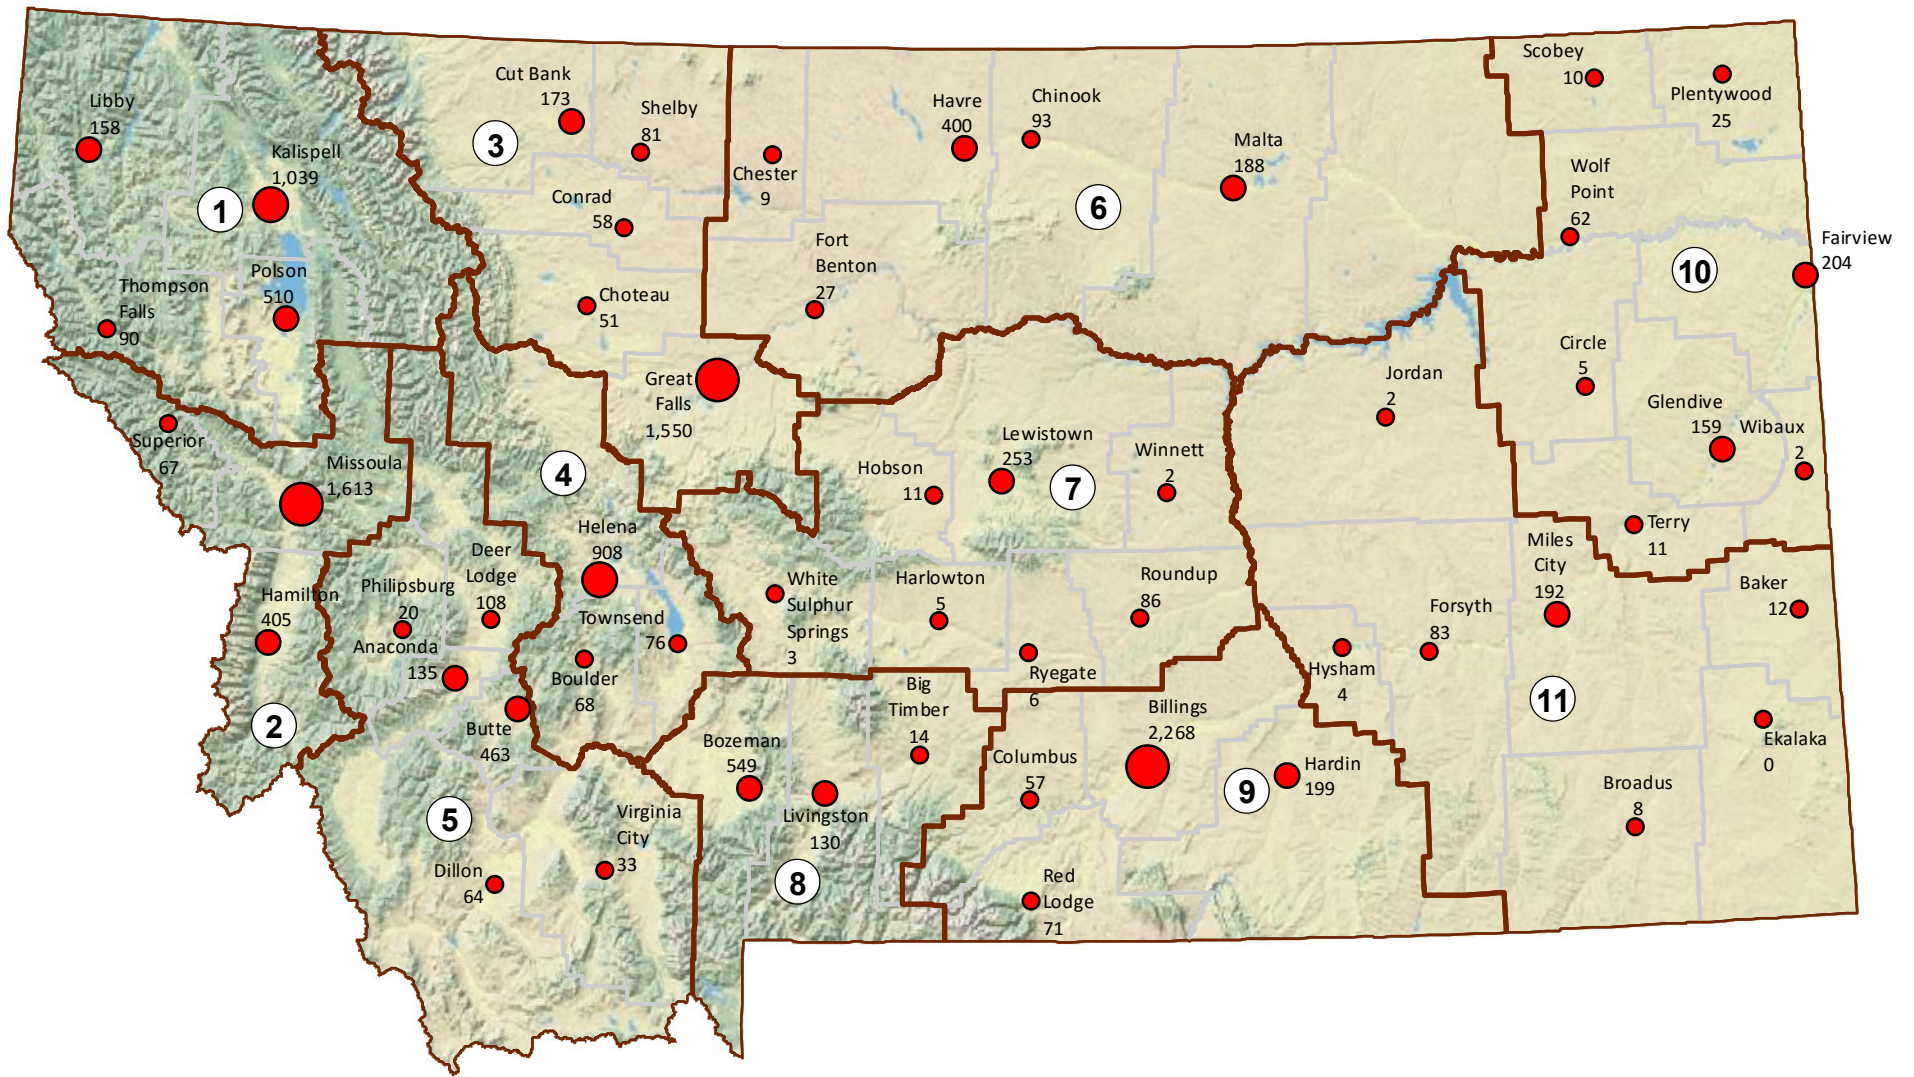 Scobey
10
Plentywood
25
Cut Bank
173
Shelby
81
Libby
158
Havre
400
Chinook
93
3
Malta
188
Kalispell
1,039
Chester
9
Wolf
Point
62
1
Conrad
58
6
Fort
Benton
27
Fairview
204
10
Polson
510
Thompson
Falls
90
Choteau
51
Circle
5
Great
Falls
1,550
Jordan
2
Glendive
159
Wibaux
2
Superior
67
Missoula
1,613
4
Hobson
11
Lewistown
253
7
Winnett
2
Terry
11
Helena
908
Deer
Lodge
108
Miles
City
192
Philipsburg
20
Hamilton
405
White
Sulphur
Springs
3
Harlowton
5
Roundup
86
Baker
12
Townsend
76
Forsyth
83
Anaconda
135
Hysham
4
Boulder
68
Ryegate
6
Big
Timber
14
2
Butte
463
Billings
2,268
11
Ekalaka
0
Bozeman
549
Columbus
57
9
Hardin
199
Broadus
8
5
Virginia
City
33
Livingston
130
8
Dillon
64
Red
Lodge
71